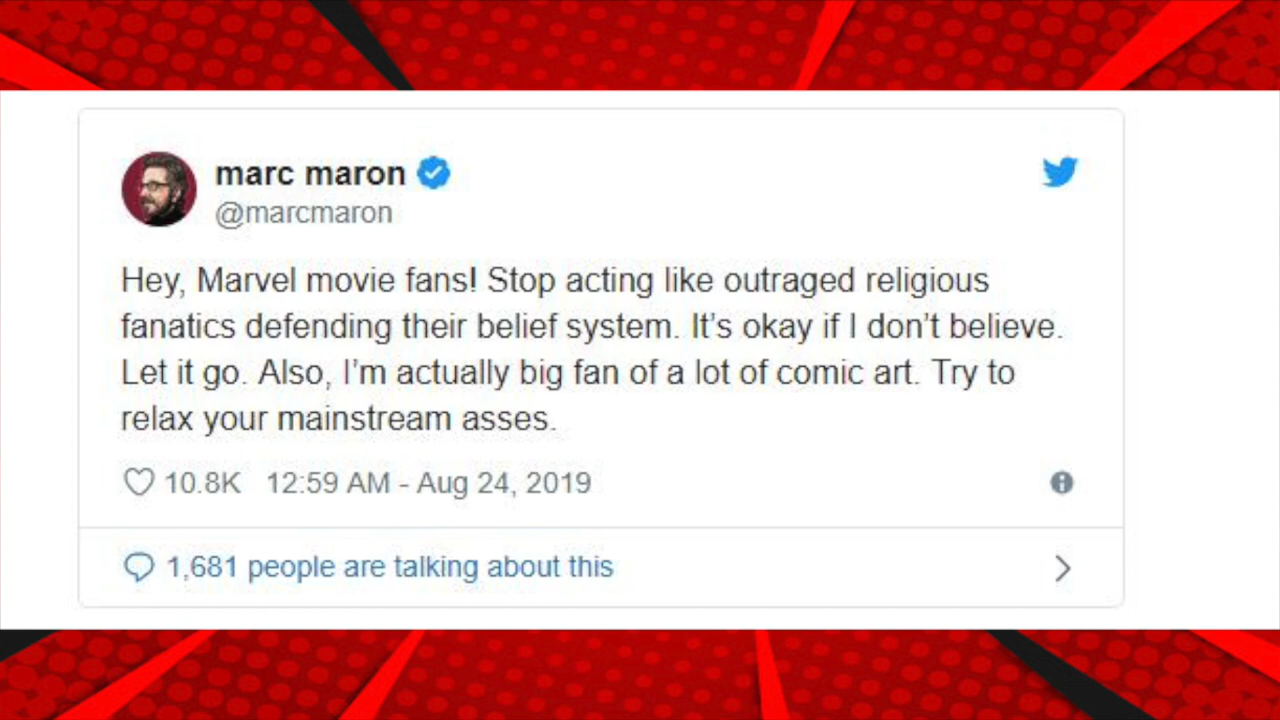 marc maron
@marcmaron
Hey, Marvel movie fans! Stop acting like outraged religious
fanatics defending their belief system. It’s okay if I don’t believe.
Let it go. Also, I’m actually big fan of a lot of comic art. Try to
relax your mainstream asses.
10.8K 12:59 AM - Aug 24, 2019
1,681 people are talking about this